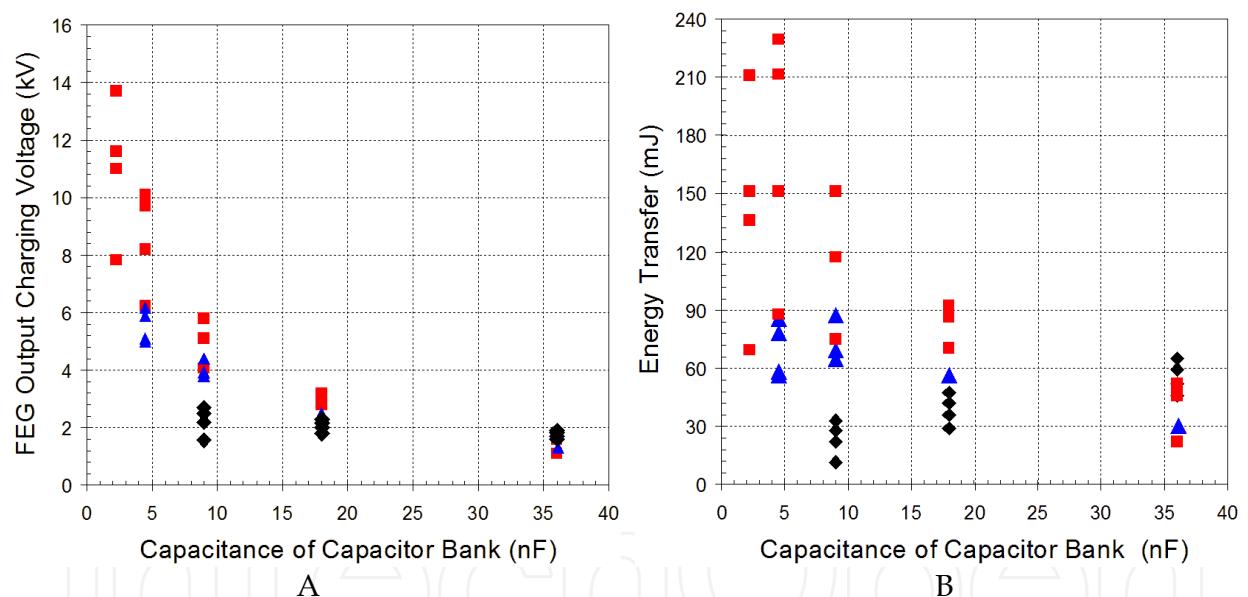 16
14
12
10
8
6
4
2
0
FEG Output Charging Voltage (kV)
0 5 10 15 20 25 30 35 40
Capacitance of Capacitor Bank (nF)
A
240
210
180
150
120
90
60
30
0
Energy Transfer (mJ)
0 5 10 15 20 25 30 35 40
Capacitance of Capacitor Bank (nF)
B